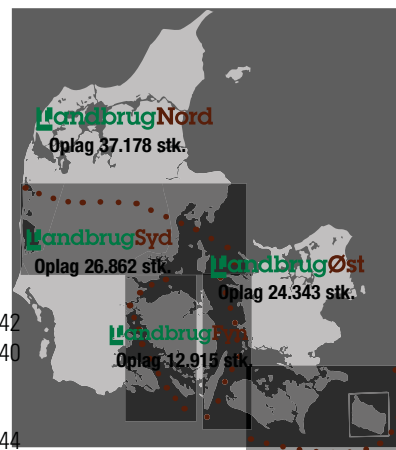 LandbrugNord
Oplag 37.178 stk.
LandbrugSyd
Oplag 26.862 stk.
LandbrugØst
Oplag 24.343 stk.
42
LandbrugFyn
40
Oplag 12.915 stk.
44